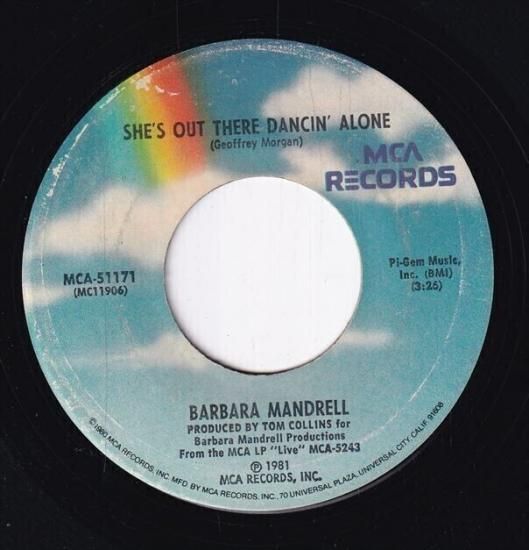 SHE'S OUT THERE DANCIN' ALONE
(Geoffrey Morgan)
MCA
RECORDS
MCA-51171
(MC11906)
Pi-Gem Music,
Inc. (BMI)
(3:25)
BARBARA MANDRELL
PRODUCED BY TOM COLLINS for
Barbara Mandrell Productions
From the MCA LP "Live" MCA-5243
Ⓟ 1981
MCA RECORDS, INC.
©1980 MCA RECORDS, INC. MFD BY MCA RECORDS, INC., 70 UNIVERSAL PLAZA, UNIVERSAL CITY, CALIF. 91608